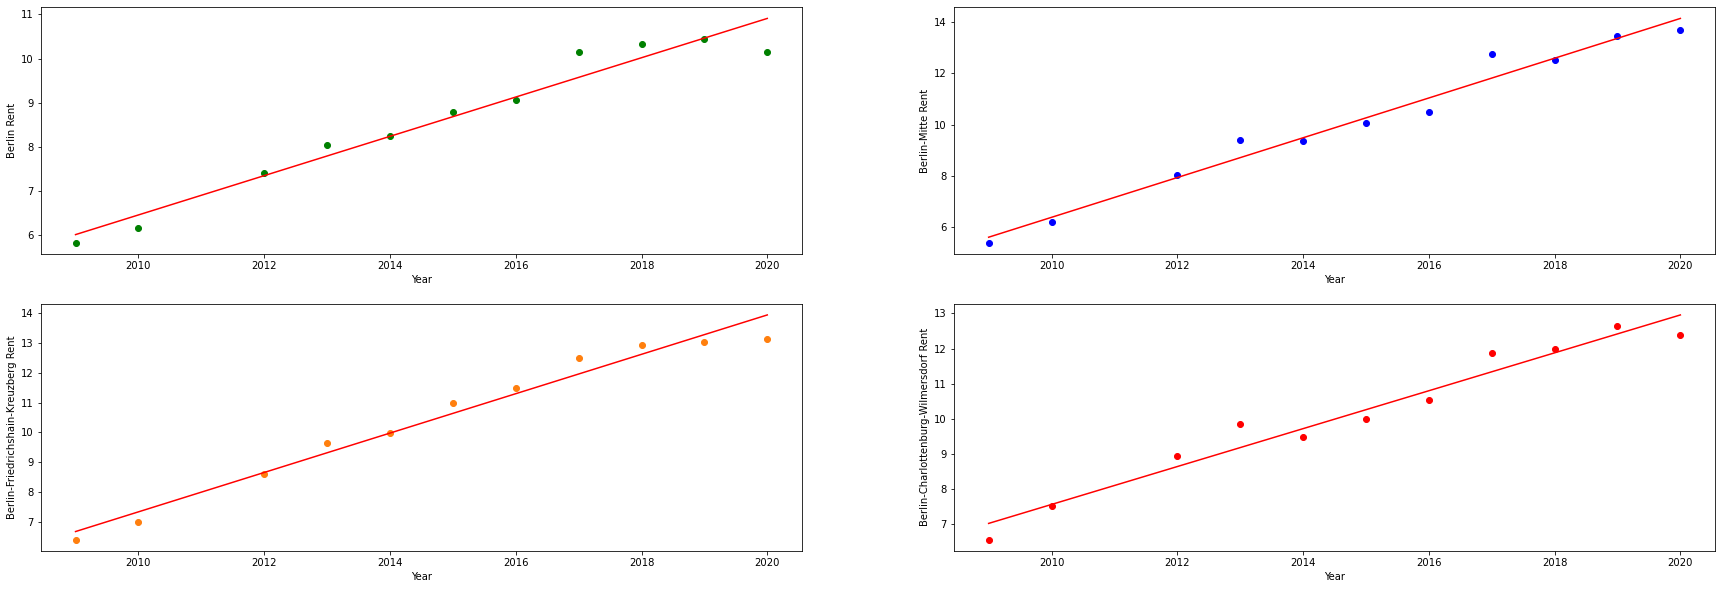 11
10
9
8
7
6
Berlin Rent
2010 2012 2014 2016 2018 2020
Year
14
12
10
8
6
Berlin-Mitte Rent
2010 2012 2014 2016 2018 2020
Year
14
13
12
11
10
9
8
7
Berlin-Friedrichshain-Kreuzberg Rent
2010 2012 2014 2016 2018 2020
Year
13
12
11
10
9
8
7
Berlin-Charlottenburg-Wilmersdorf Rent
2010 2012 2014 2016 2018 2020
Year